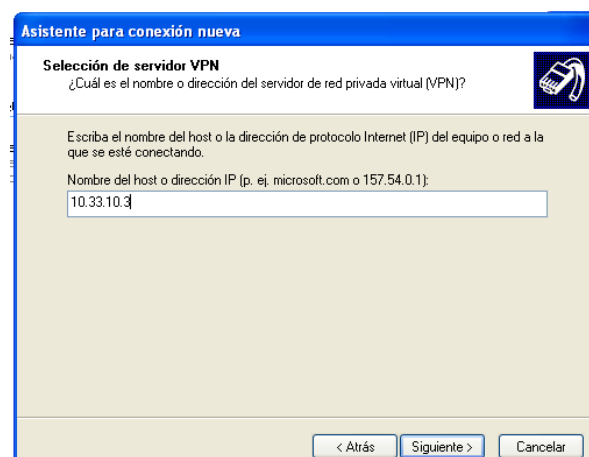 Asistente para conexión nueva
Selección de servidor VPN
¿Cuál es el nombre o dirección del servidor de red privada virtual (VPN)?
Escriba el nombre del host o la dirección de protocolo Internet (IP) del equipo o red a la
que se esté conectando.
Nombre del host o dirección IP (p. ej. microsoft.com o 157.54.0.1):
10.33.10.3
< Atrás Siguiente > Cancelar